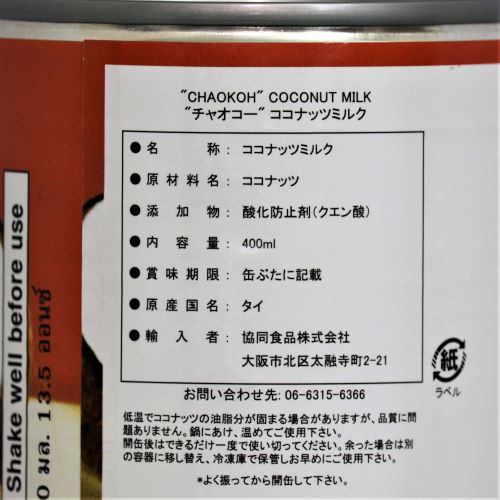 "CHAOKOH" COCONUT MILK
"チャオコー" ココナッツミルク
●名 称: ココナッツミルク
●原材料名: ココナッツ
●添加物: 酸化防止剤(クエン酸)
●内容量: 400ml
●賞味期限: 缶ぶたに記載
●原産国名: タイ
●輸入者: 協同食品株式会社
大阪市北区太融寺町2-21
お問い合わせ先: 06-6315-6366
低温でココナッツの油脂分が固まる場合がありますが、品質に問
題ありません。鍋にあけ、温めてご使用下さい。
開缶後はできるだけ一度で使い切ってください。余った場合は別
の容器に移し替え、冷凍庫で保管しお早めにご使用下さい。
*よく振ってから開缶して下さい。
紙
ラベル
Shake well before use
0 มล. 13.5 ออนซ์